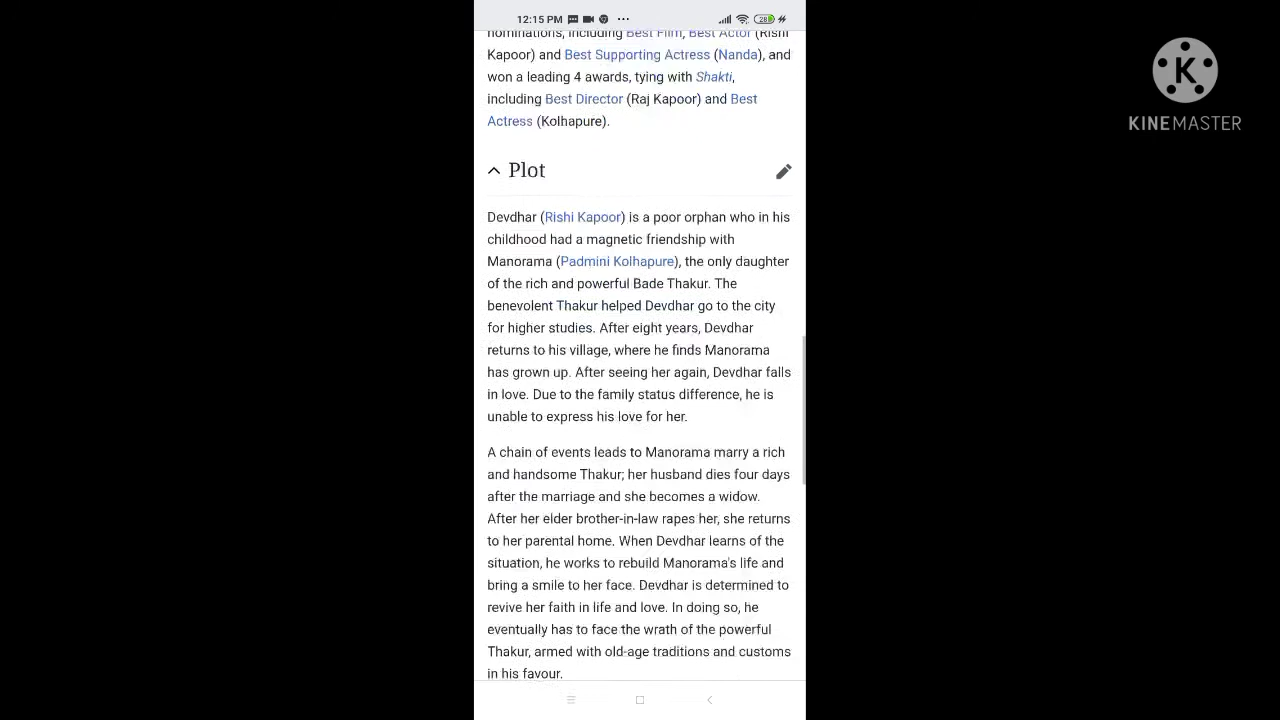 12:15 PM
28
KINEMASTER
K
nominations, including Best Film, Best Actor (Rishi
Kapoor) and Best Supporting Actress (Nanda), and
won a leading 4 awards, tying with Shakti,
including Best Director (Raj Kapoor) and Best
Actress (Kolhapure).
Plot
Devdhar (Rishi Kapoor) is a poor orphan who in his
childhood had a magnetic friendship with
Manorama (Padmini Kolhapure), the only daughter
of the rich and powerful Bade Thakur. The
benevolent Thakur helped Devdhar go to the city
for higher studies. After eight years, Devdhar
returns to his village, where he finds Manorama
has grown up. After seeing her again, Devdhar falls
in love. Due to the family status difference, he is
unable to express his love for her.
A chain of events leads to Manorama marry a rich
and handsome Thakur; her husband dies four days
after the marriage and she becomes a widow.
After her elder brother-in-law rapes her, she returns
to her parental home. When Devdhar learns of the
situation, he works to rebuild Manorama's life and
bring a smile to her face. Devdhar is determined to
revive her faith in life and love. In doing so, he
eventually has to face the wrath of the powerful
Thakur, armed with old-age traditions and customs
in his favour.